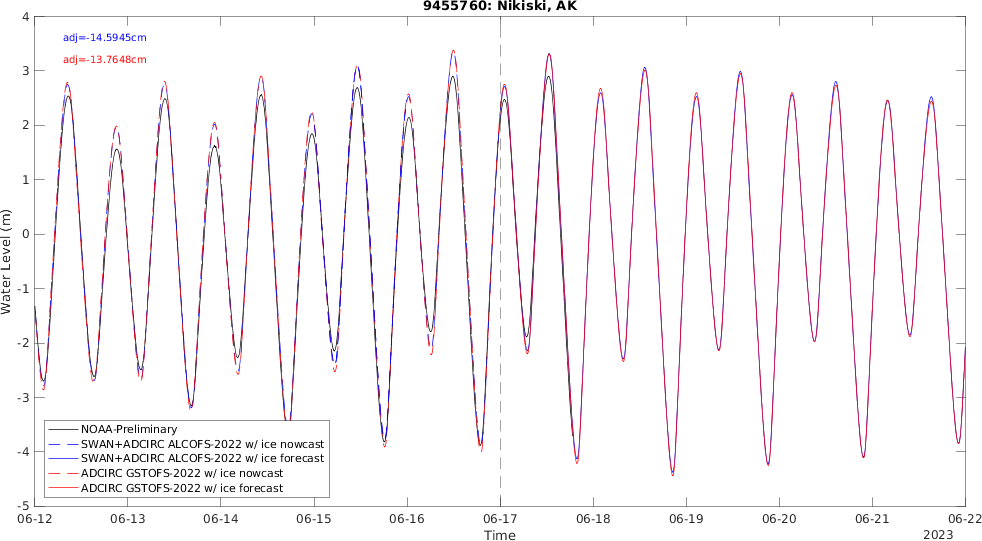 9455760: Nikiski, AK
adj=-14.5945cm
adj=-13.7648cm
4
3
2
1
0
-1
-2
-3
-4
-5
Water Level (m)
NOAA-Preliminary
SWAN+ADCIRC ALCOFS-2022 w/ ice nowcast
SWAN+ADCIRC ALCOFS-2022 w/ ice forecast
ADCIRC GSTOFS-2022 w/ ice nowcast
ADCIRC GSTOFS-2022 w/ ice forecast
06-12 06-13 06-14 06-15 06-16 06-17 06-18 06-19 06-20 06-21 06-22
Time
2023